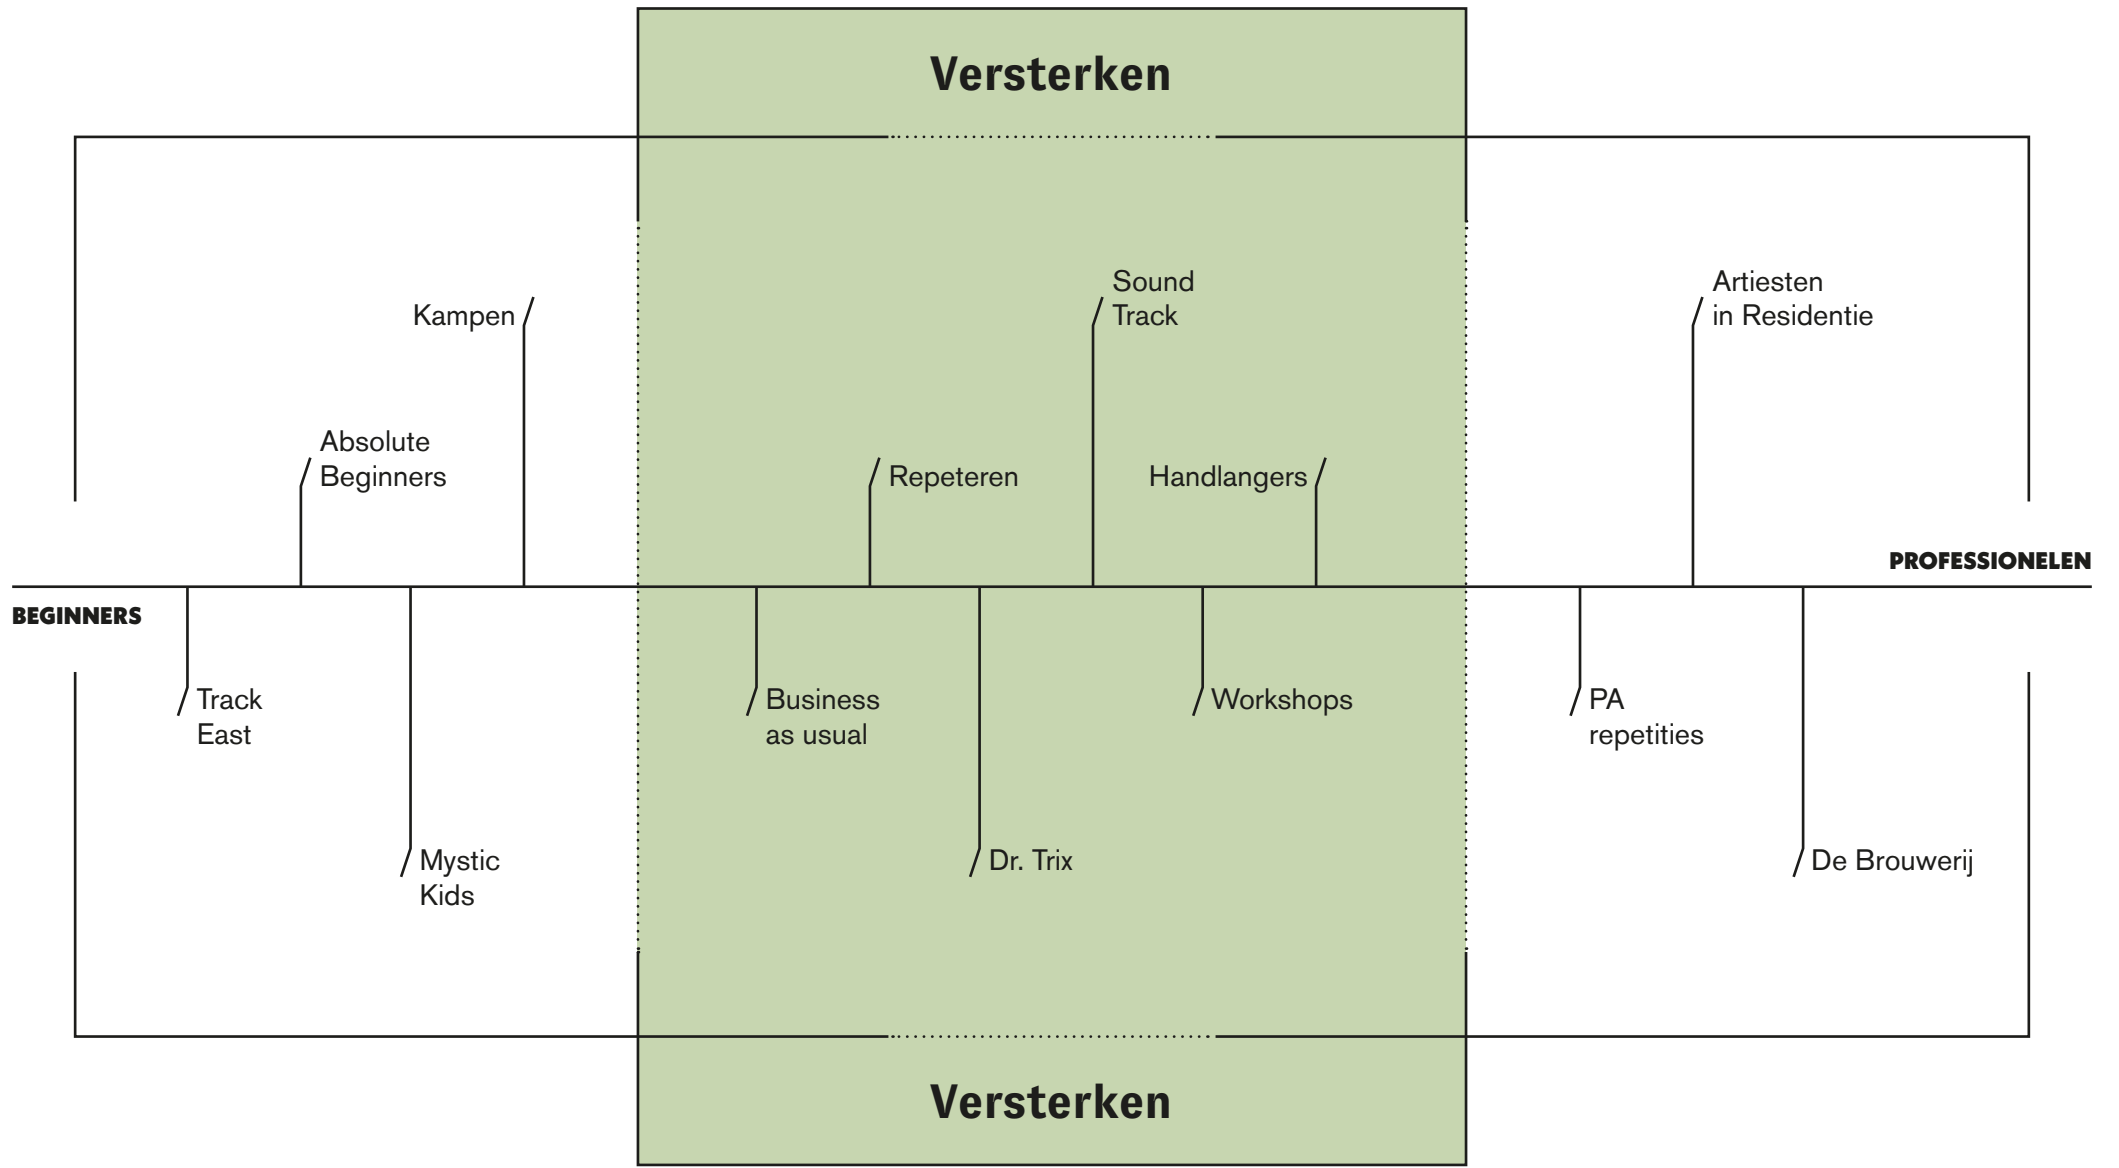 Versterken
Sound
Track
Artiesten
in Residentie
Kampen
Absolute
Beginners
Repeteren
Handlangers
PROFESSIONELEN
BEGINNERS
Track
East
Business
as usual
Workshops
PA
repetities
Mystic
Kids
Dr. Trix
De Brouwerij
Versterken